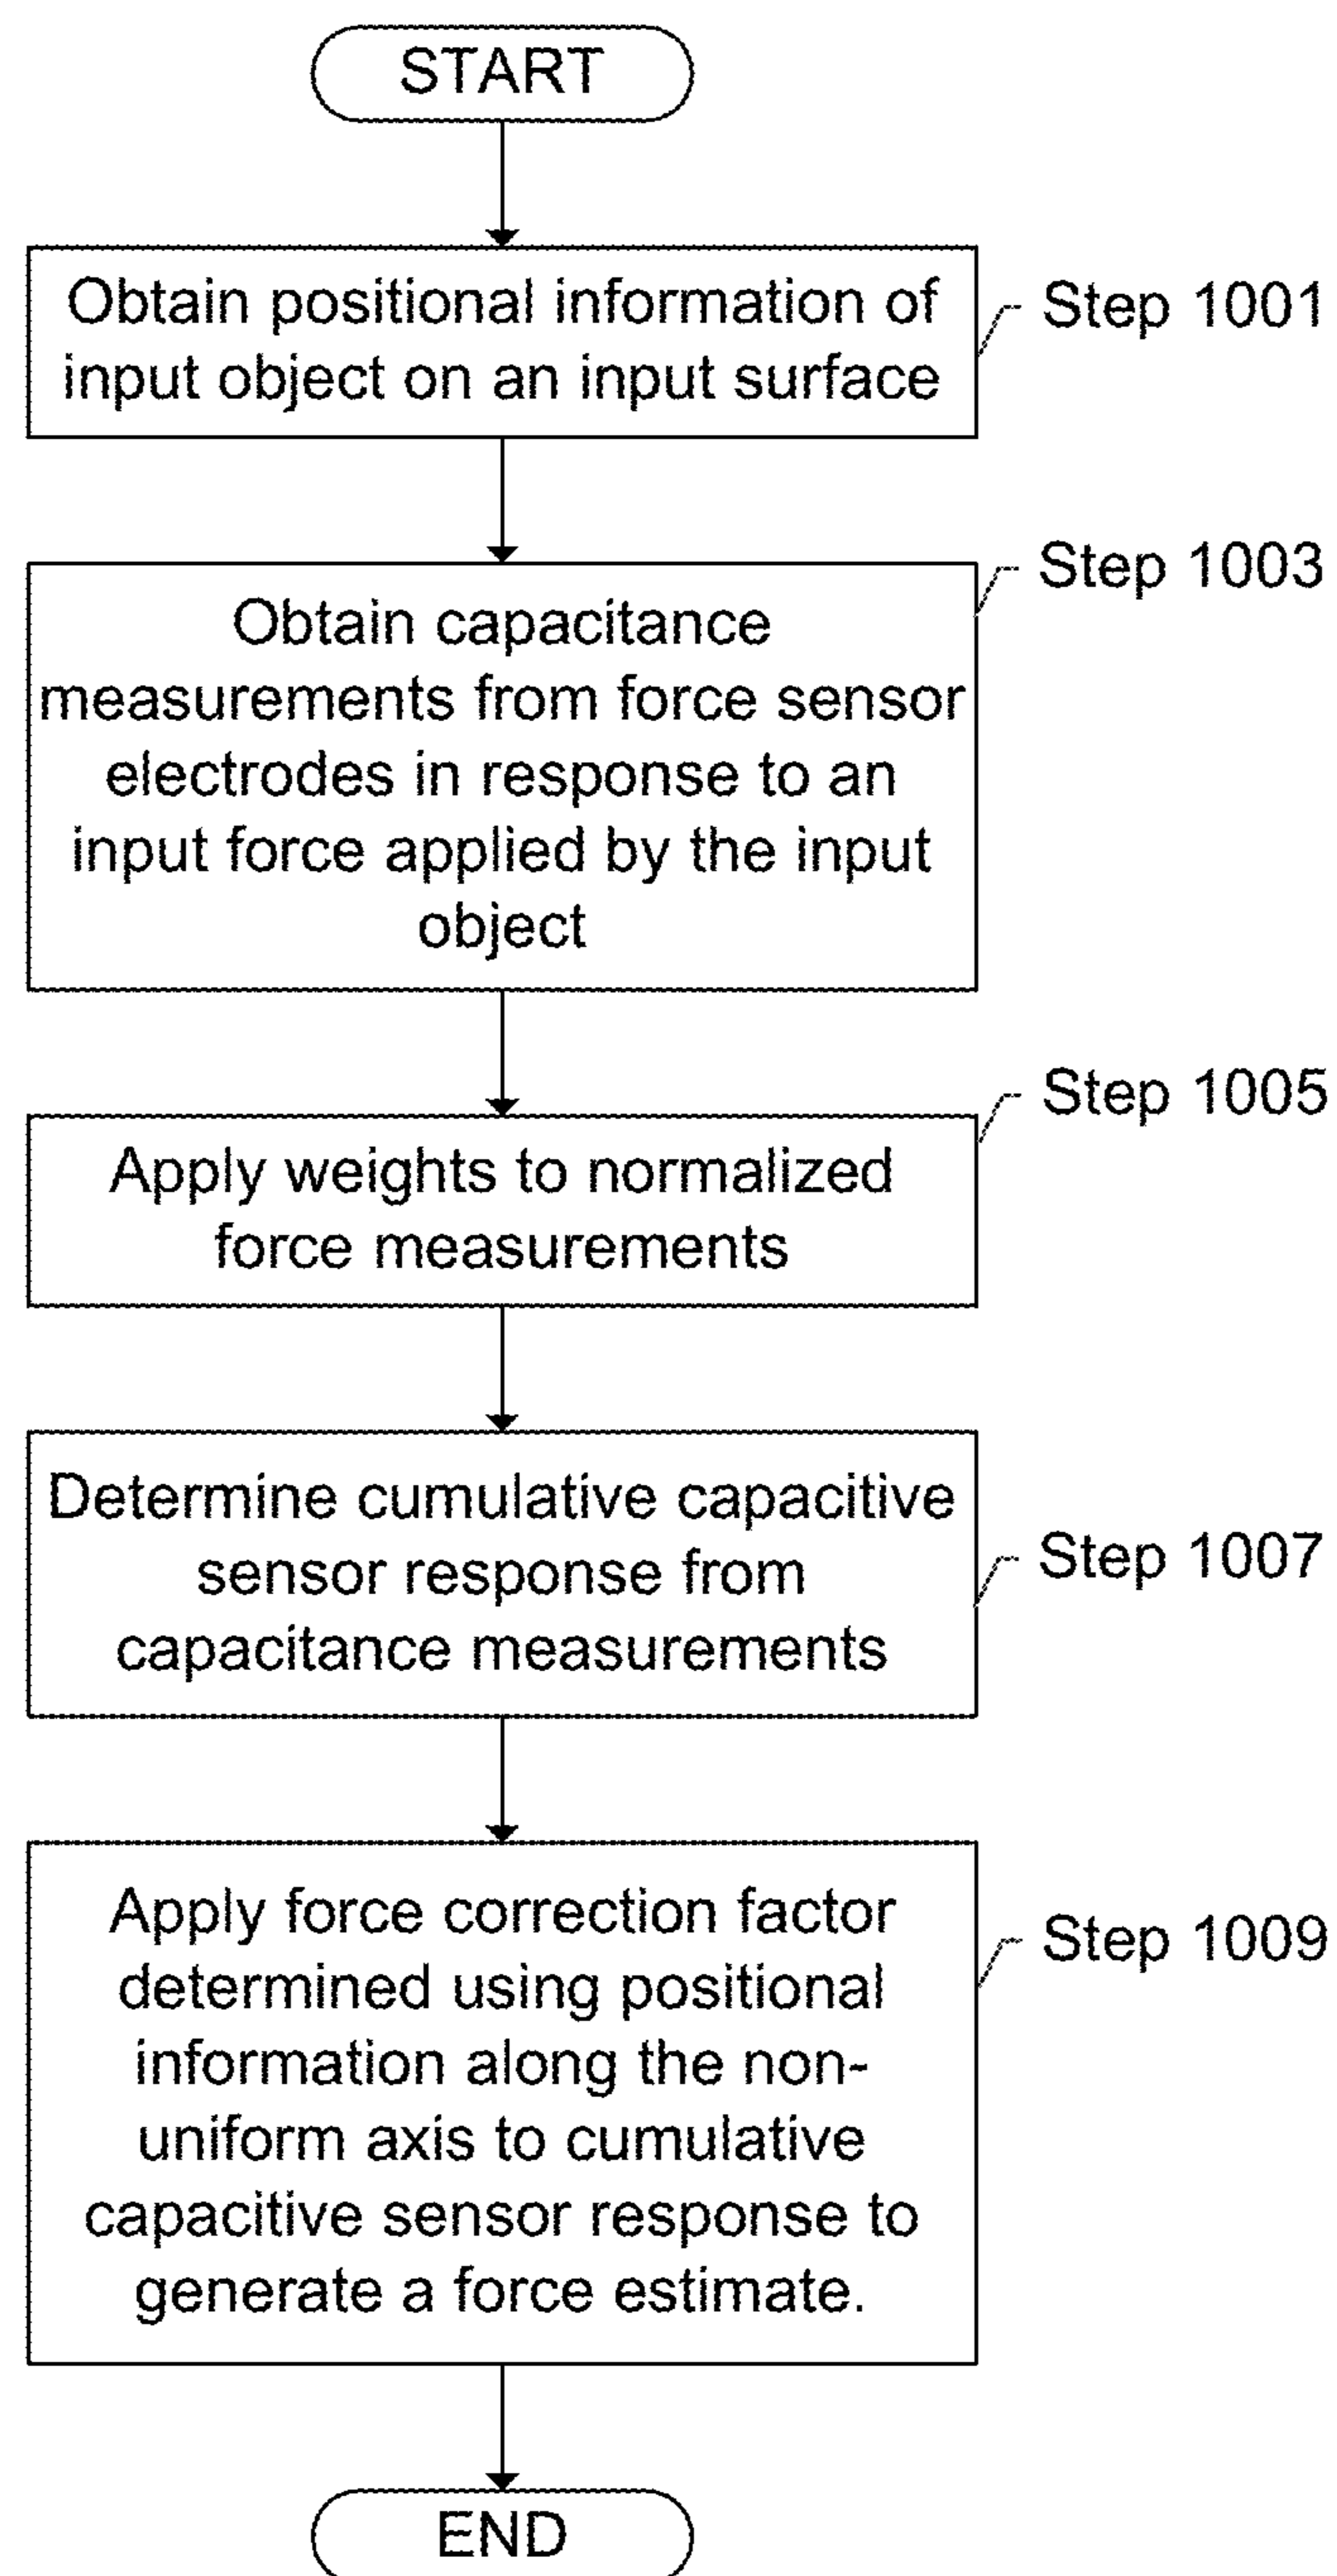 START
Obtain positional information of
input object on an input surface
Step 1001
Step 1003
Obtain capacitance
measurements from force sensor
electrodes in response to an
input force applied by the input
object
Step 1005
Apply weights to normalized
force measurements
Determine cumulative capacitive
sensor response from
capacitance measurements
Step 1007
Apply force correction factor
determined using positional
information along the non-
uniform axis to cumulative
capacitive sensor response to
generate a force estimate.
Step 1009
END